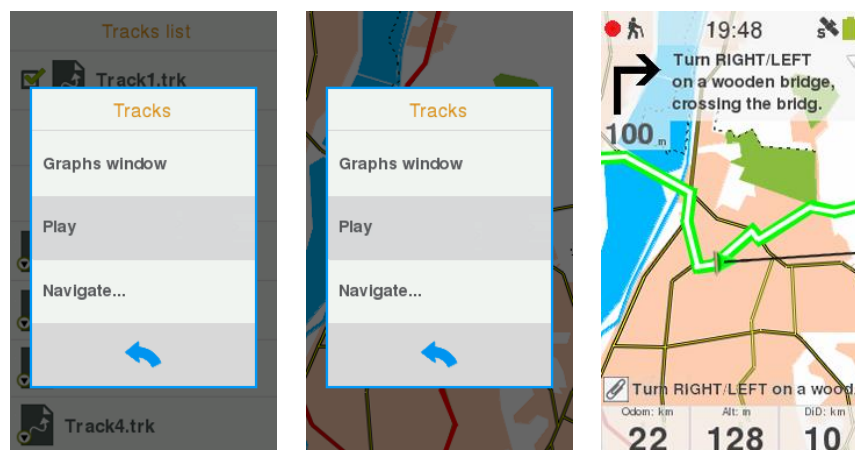 Tracks list
Track1.trk
Tracks
Graphs window
Play
Navigate...
Track4.trk
Tracks
Graphs window
Play
Navigate...
19:48
S
Turn RIGHT/LEFT
on a wooden bridge,
crossing the bridg.
100 m
Turn RIGHT/LEFT on a wood
Odom: km Alt: m DiD: km
22 128 10